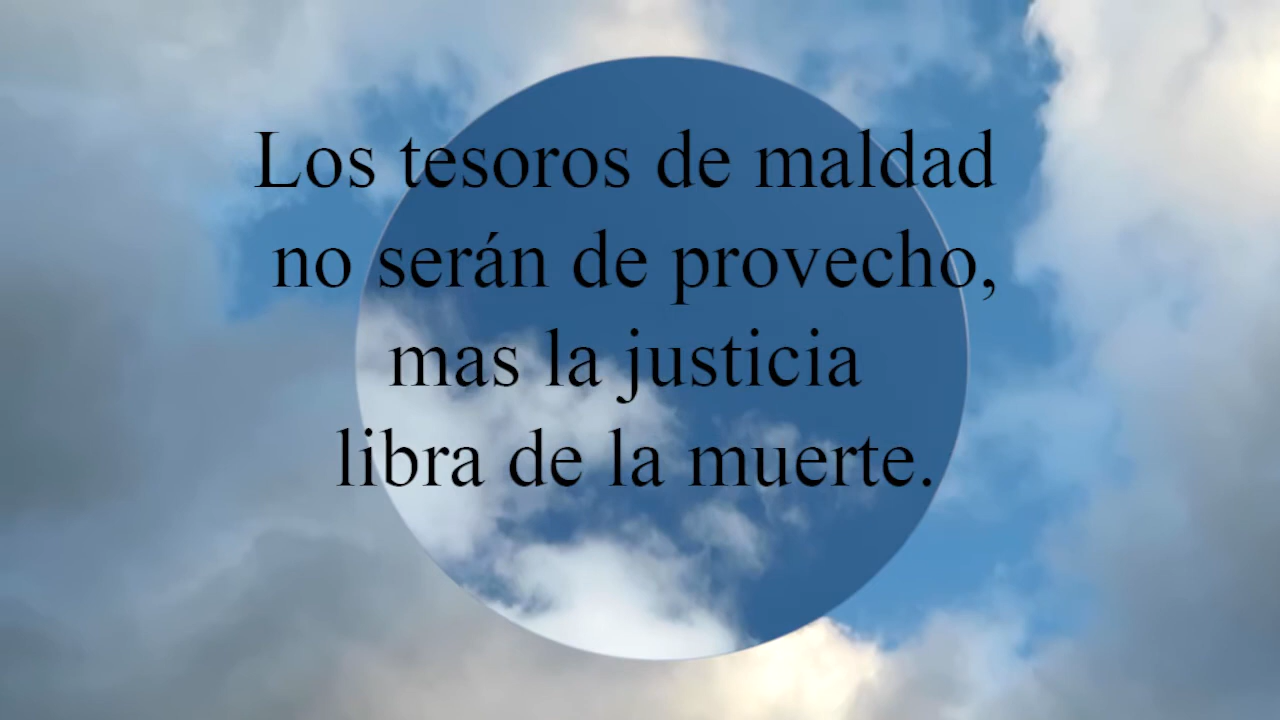 Los tesoros de maldad
no serán de provecho,
mas la justicia
libra de la muerte.